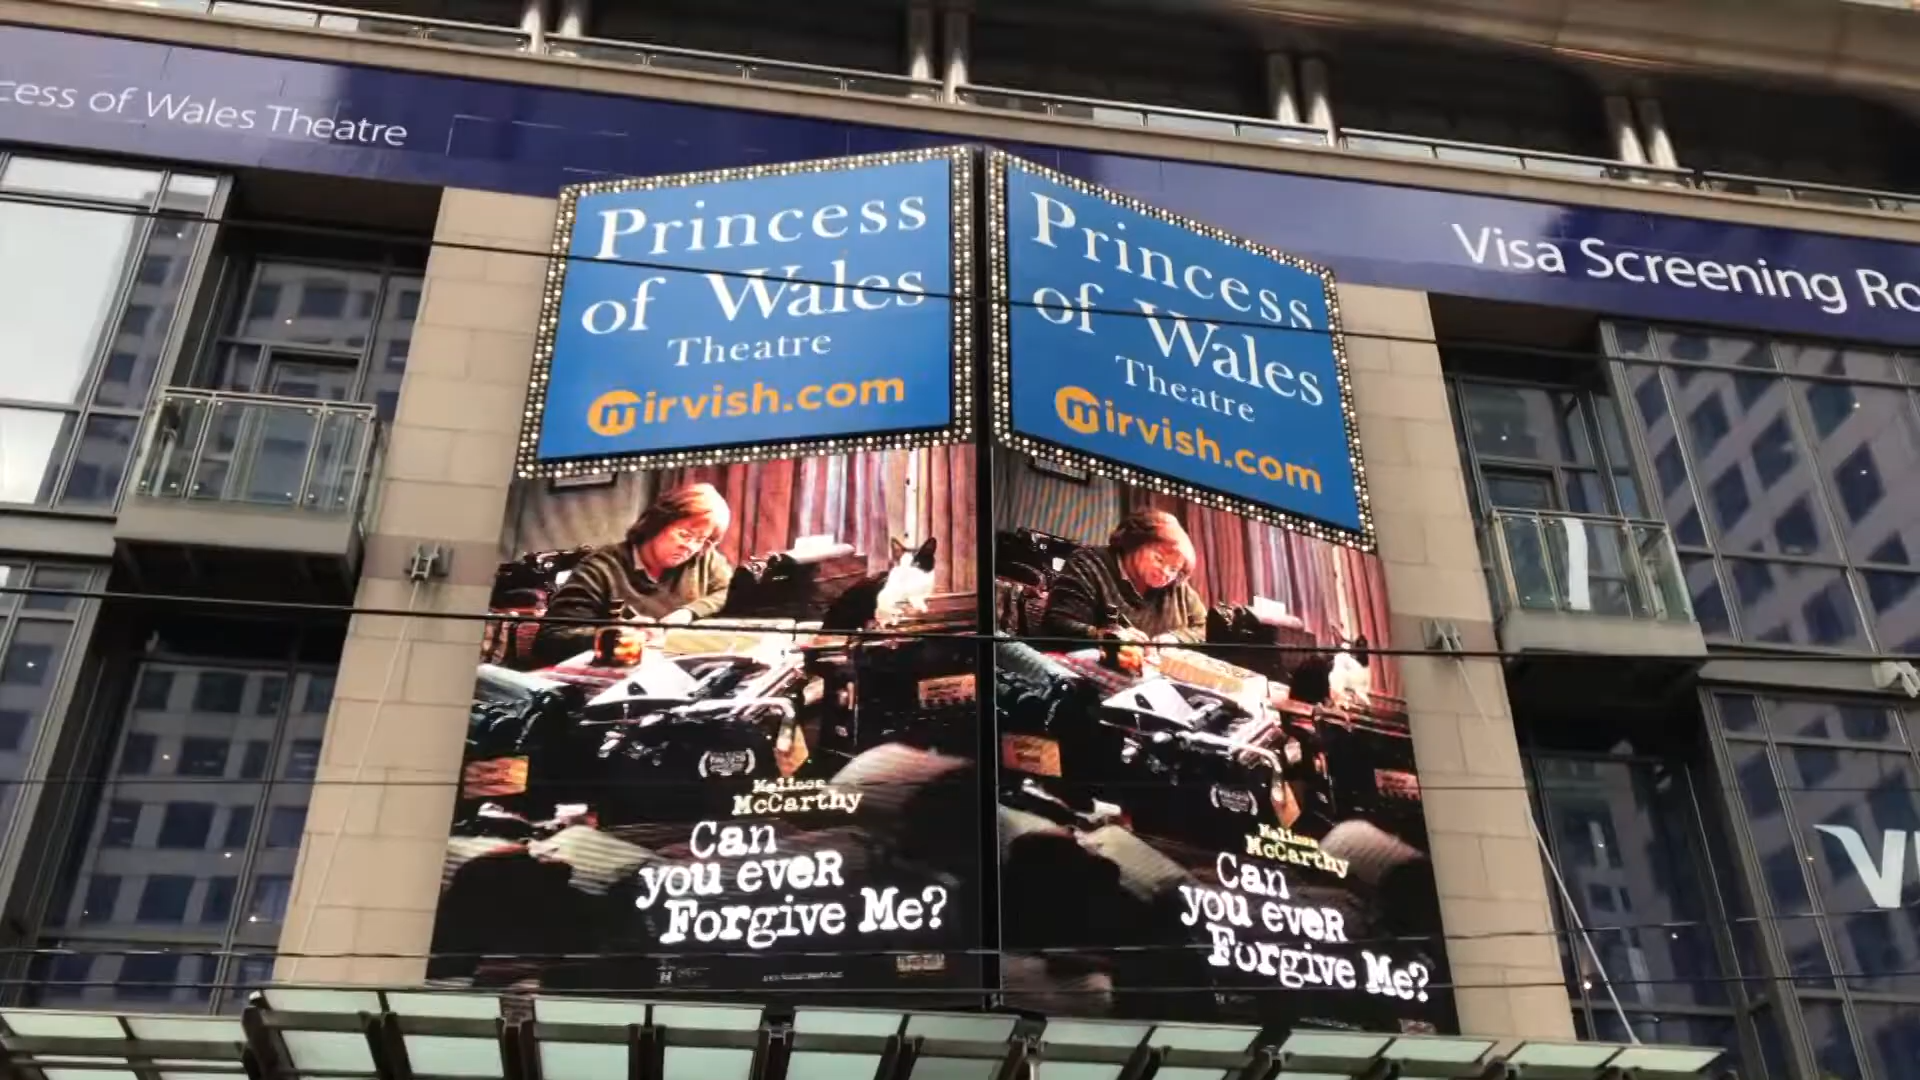 cess of Wales Theatre
Princess
of Wales
Theatre
mirvish.com
Princess
of Wales
Theatre
mirvish.com
Visa Screening Ro
Melissa
McCarthy
Can
you ever
Forgive Me?
Melissa
McCarthy
Can
you ever
Forgive Me?